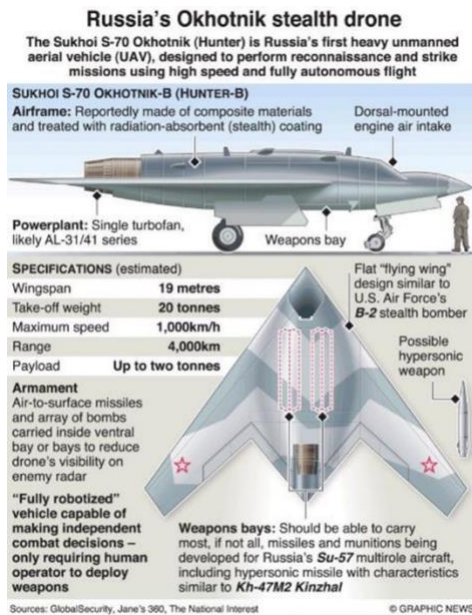 Russia's Okhotnik stealth drone
The Sukhoi S-70 Okhotnik (Hunter) is Russia's first heavy unmanned
aerial vehicle (UAV), designed to perform reconnaissance and strike
missions using high speed and fully autonomous flight
SUKHOI S-70 OKHOTNIK-B (HUNTER-B)
Airframe: Reportedly made of composite materials
and treated with radiation-absorbent (stealth) coating
Dorsal-mounted
engine air intake
Powerplant: Single turbofan,
likely AL-31/41 series
Weapons bay
SPECIFICATIONS (estimated)
Wingspan 19 metres
Take-off weight 20 tonnes
Maximum speed 1,000km/h
Range 4,000km
Payload Up to two tonnes
Flat "flying wing"
design similar to
U.S. Air Force's
B-2 stealth bomber
Possible
hypersonic
weapon
Armament
Air-to-surface missiles
and array of bombs
carried inside ventral
bay or bays to reduce
drone's visibility on
enemy radar
"Fully robotized"
vehicle capable of
making independent
combat decisions –
only requiring human
operator to deploy
weapons
Weapons bays: Should be able to carry
most, if not all, missiles and munitions being
developed for Russia's Su-57 multirole aircraft,
including hypersonic missile with characteristics
similar to Kh-47M2 Kinzhal
Sources: GlobalSecurity, Jane's 360, The National Interest
© GRAPHIC NEWS